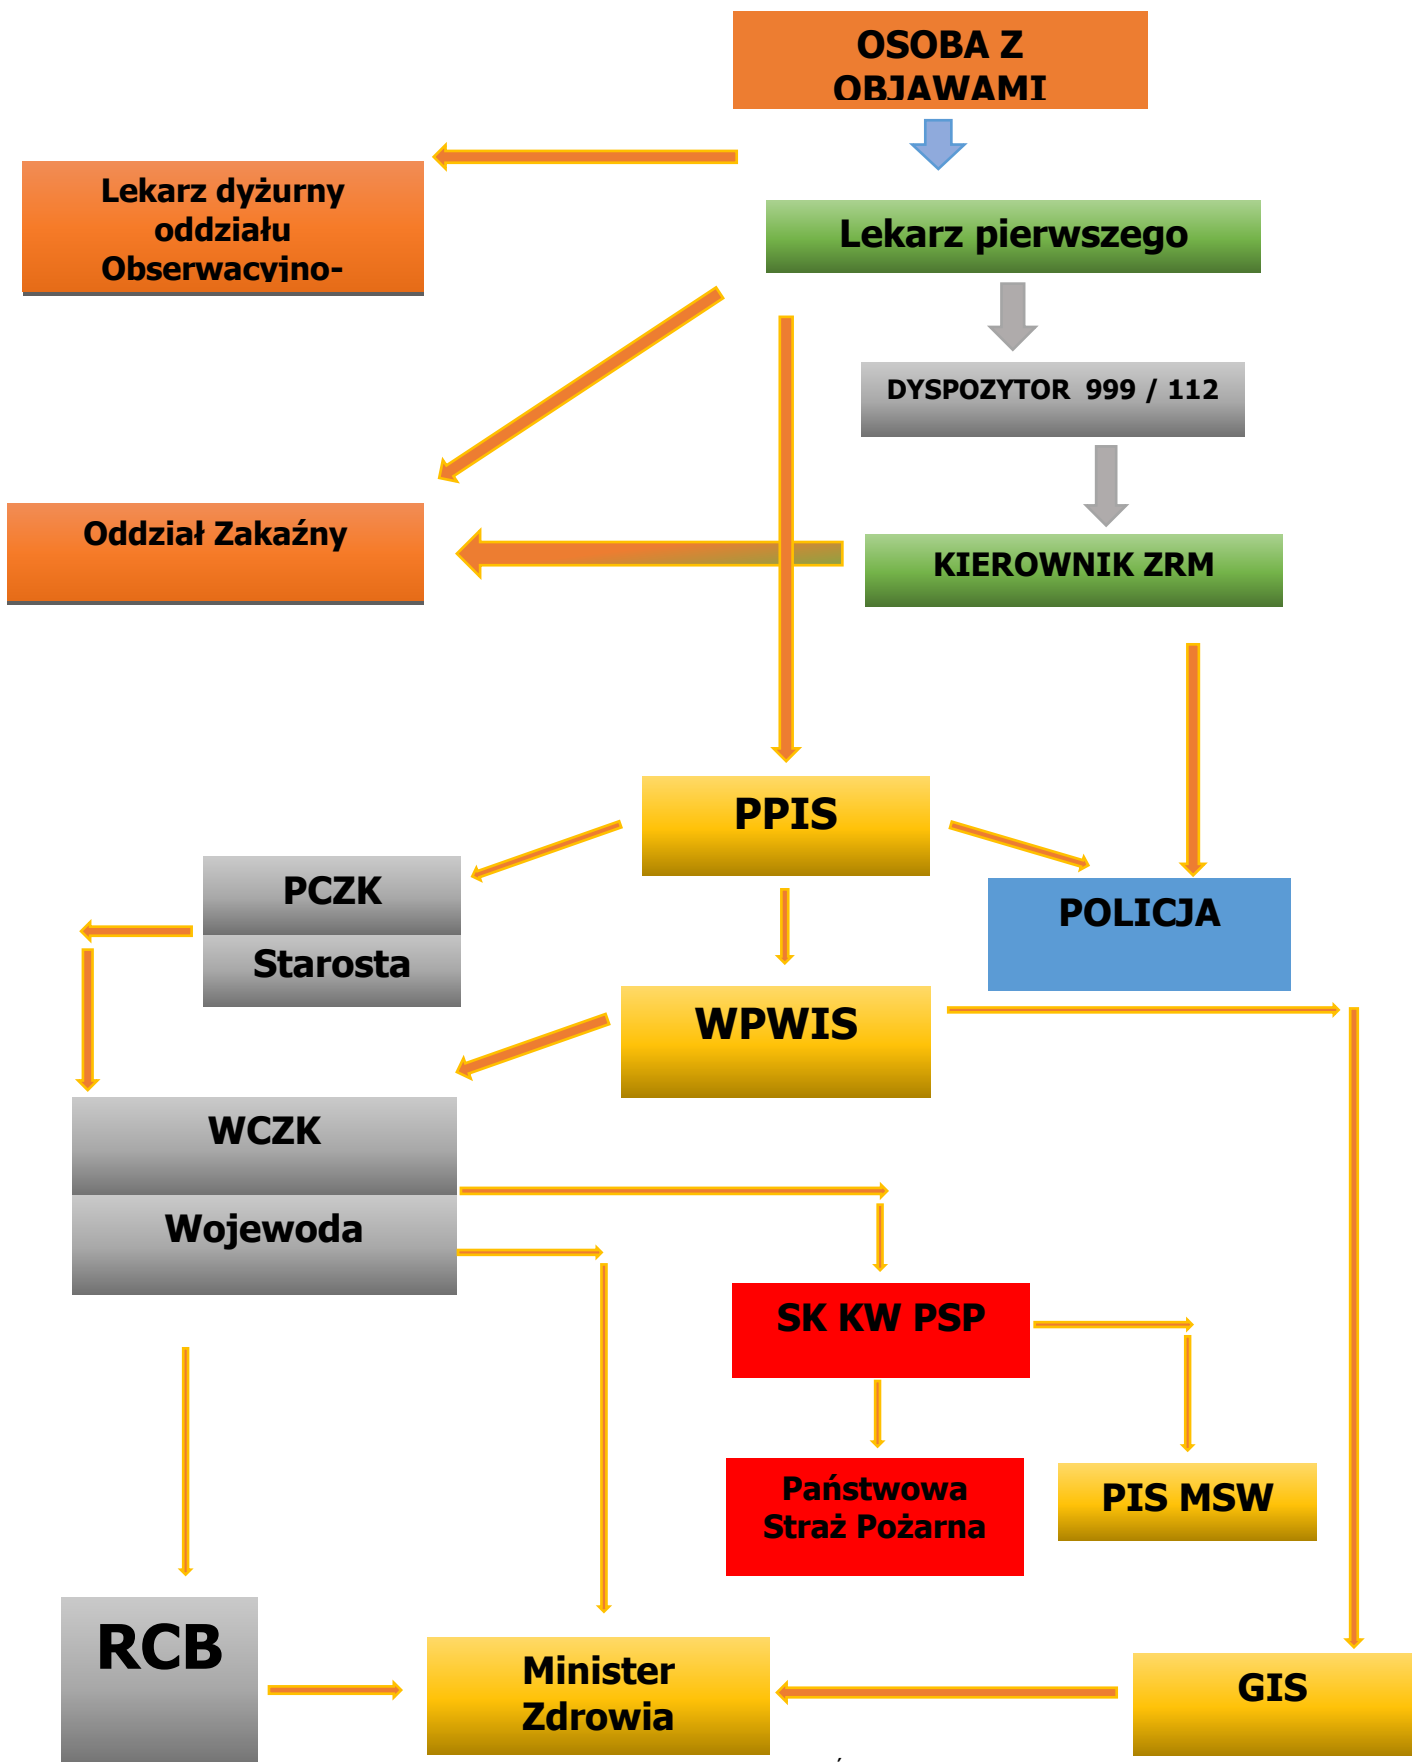 OSOBA Z
OBJAWAMI
Lekarz dyżurny
oddziału
Obserwacyjno-
Lekarz pierwszego
DYSPOZYTOR 999 / 112
Oddział Zakaźny
KIEROWNIK ZRM
PPIS
PCZK
Starosta
POLICJA
WPWIS
WCZK
Wojewoda
SK KW PSP
Państwowa
Straż Pożarna
PIS MSW
RCB
Minister
Zdrowia
GIS